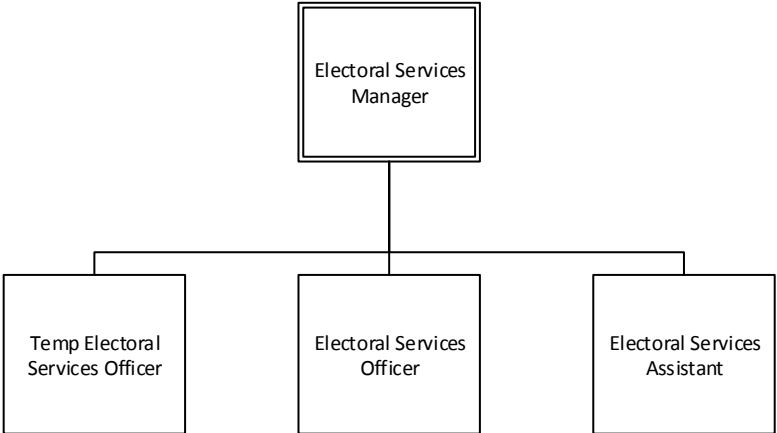 Electoral Services
Manager
Temp Electoral
Services Officer
Electoral Services
Officer
Electoral Services
Assistant